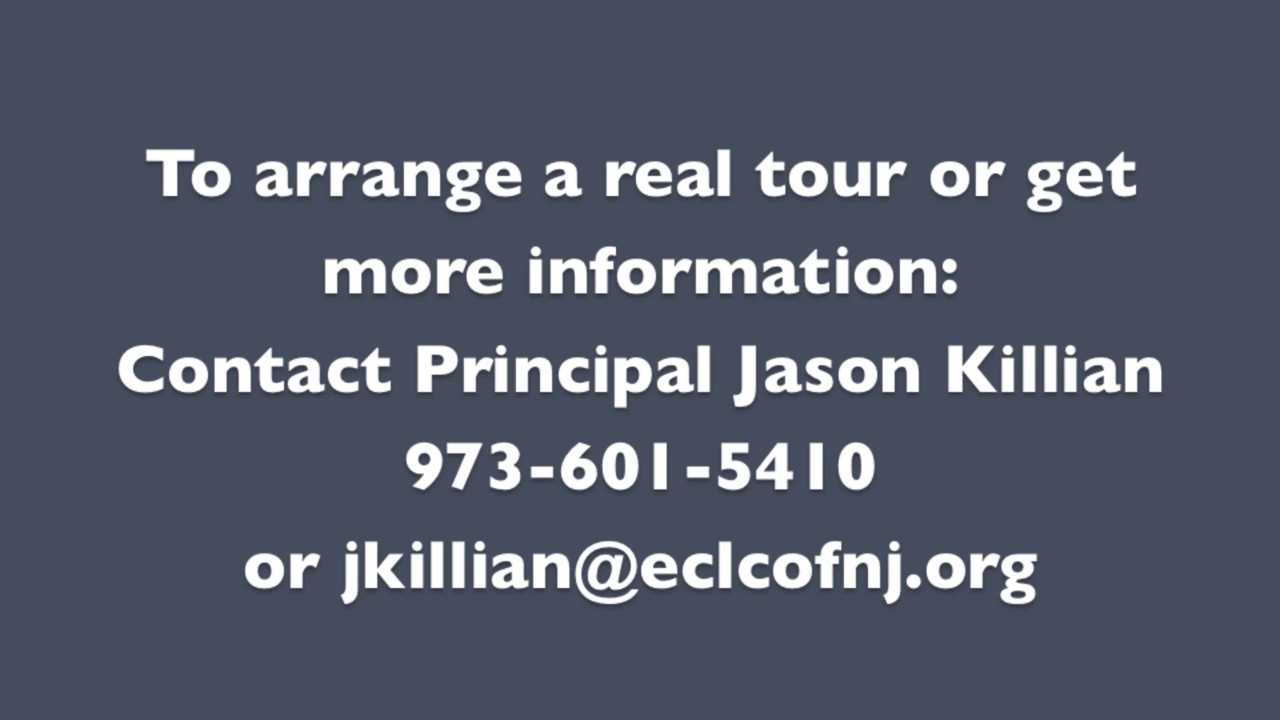 To arrange a real tour or get
more information:
Contact Principal Jason Killian
973-601-5410
or jkillian@eclcofnj.org